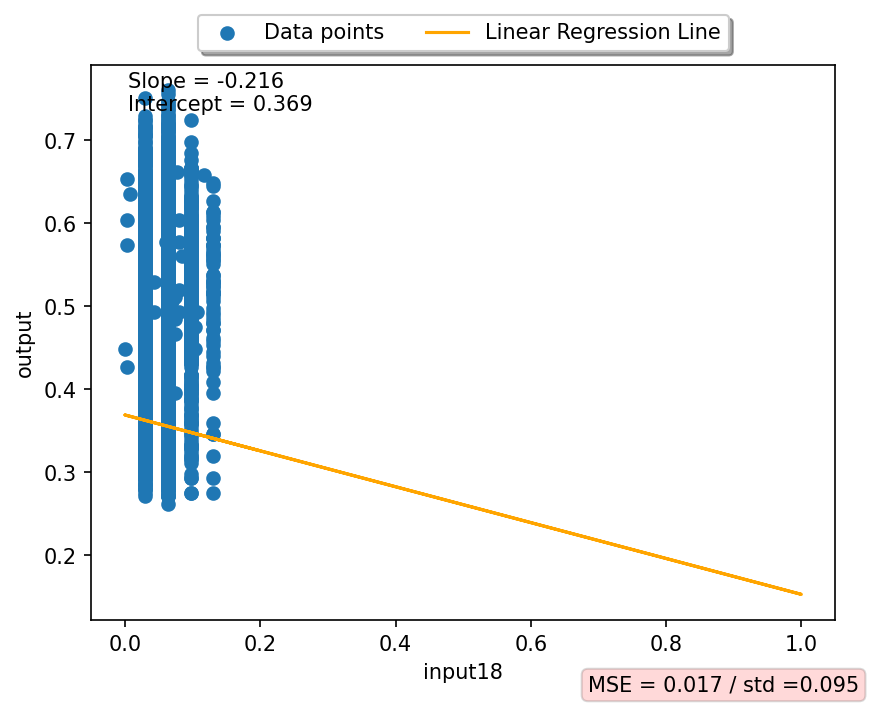 Data points
Linear Regression Line
Slope = -0.216
Intercept = 0.369
0.7
0.6
0.5
0.4
0.3
0.2
output
0.0 0.2 0.4 0.6 0.8 1.0
input18
MSE = 0.017 / std =0.095